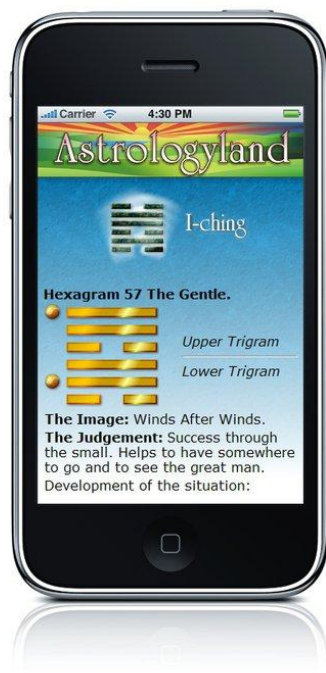 Carrier 4:30 PM
Astrologyland
I-ching
Hexagram 57 The Gentle.
Upper Trigram
Lower Trigram
The Image: Winds After Winds.
The Judgement: Success through
the small. Helps to have somewhere
to go and to see the great man.
Development of the situation: